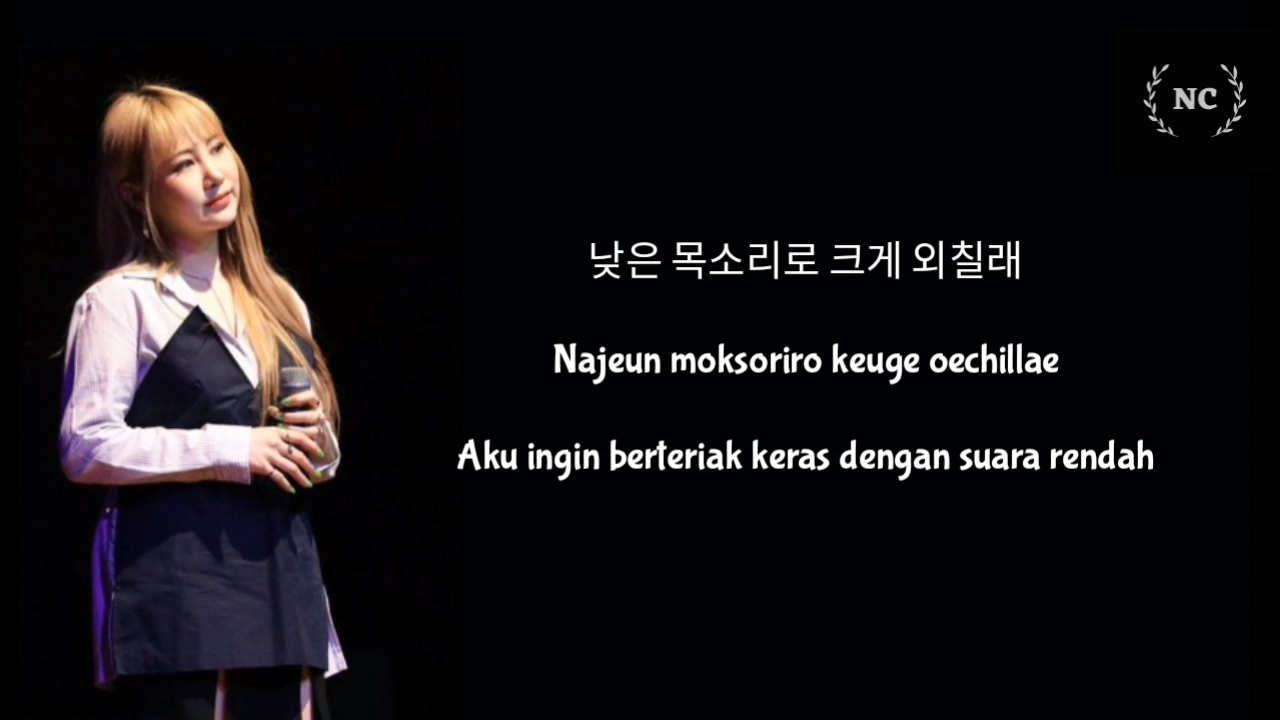 NC
낮은 목소리로 크게 외칠래
Najeun moksoriro keuge oechillae
Aku ingin berteriak keras dengan suara rendah